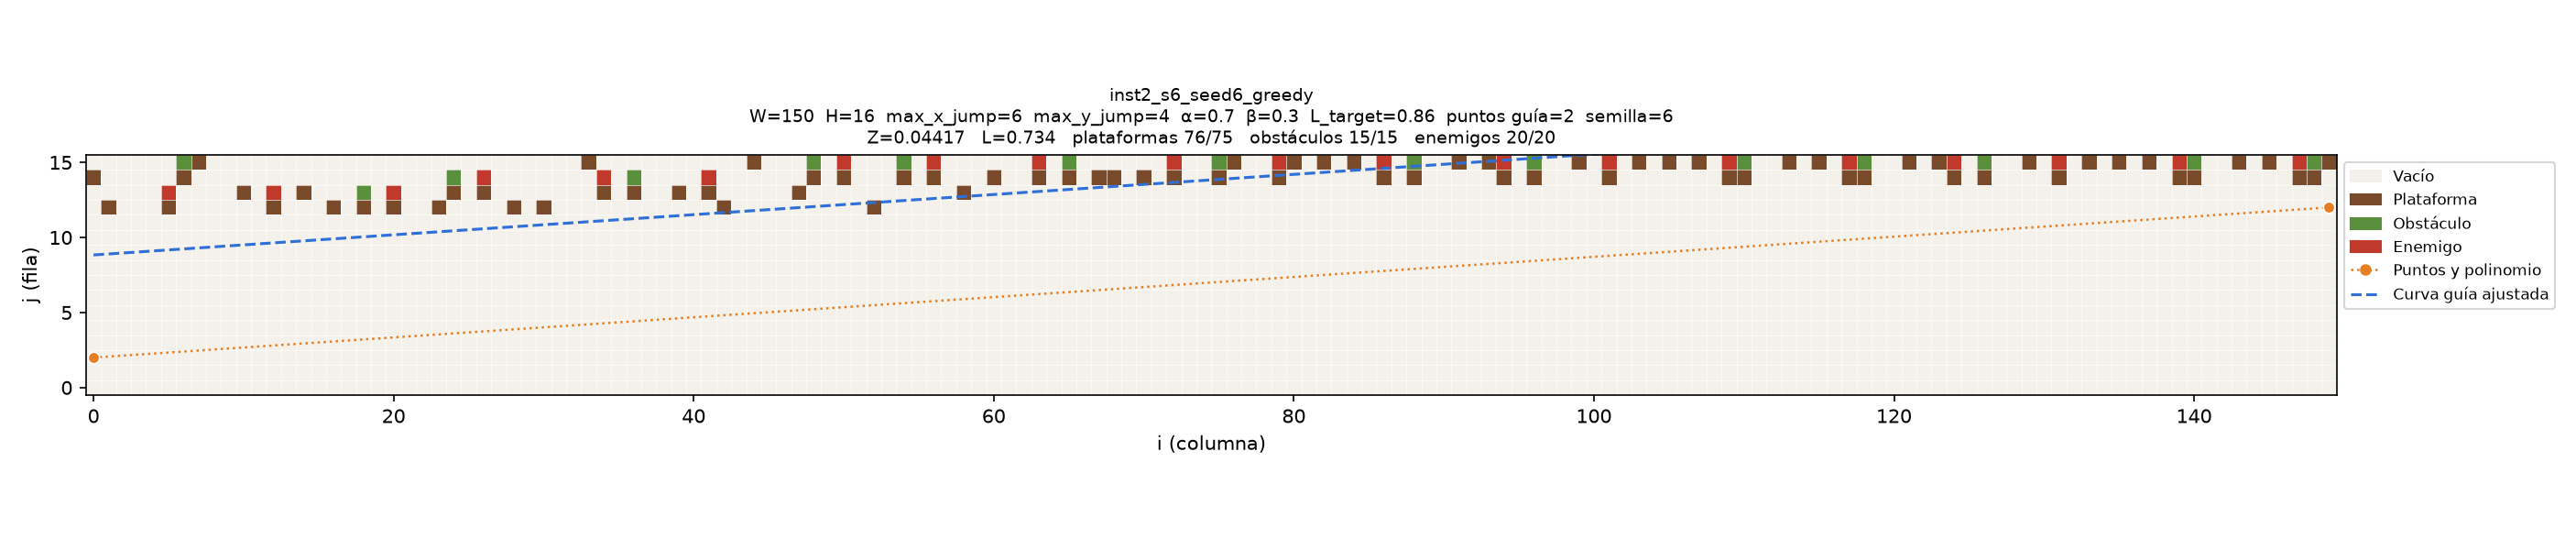 inst2_s6_seed6_greedy
W=150 H=16 max_x_jump=6 max_y_jump=4 α=0.7 β=0.3 L_target=0.86 puntos guía=2 semilla=6
Z=0.04417 L=0.734 plataformas 76/75 obstáculos 15/15 enemigos 20/20
15
10
5
0
j (fila)
0 20 40 60 80 100 120 140
i (columna)
Vacío
Plataforma
Obstáculo
Enemigo
Puntos y polinomio
Curva guía ajustada